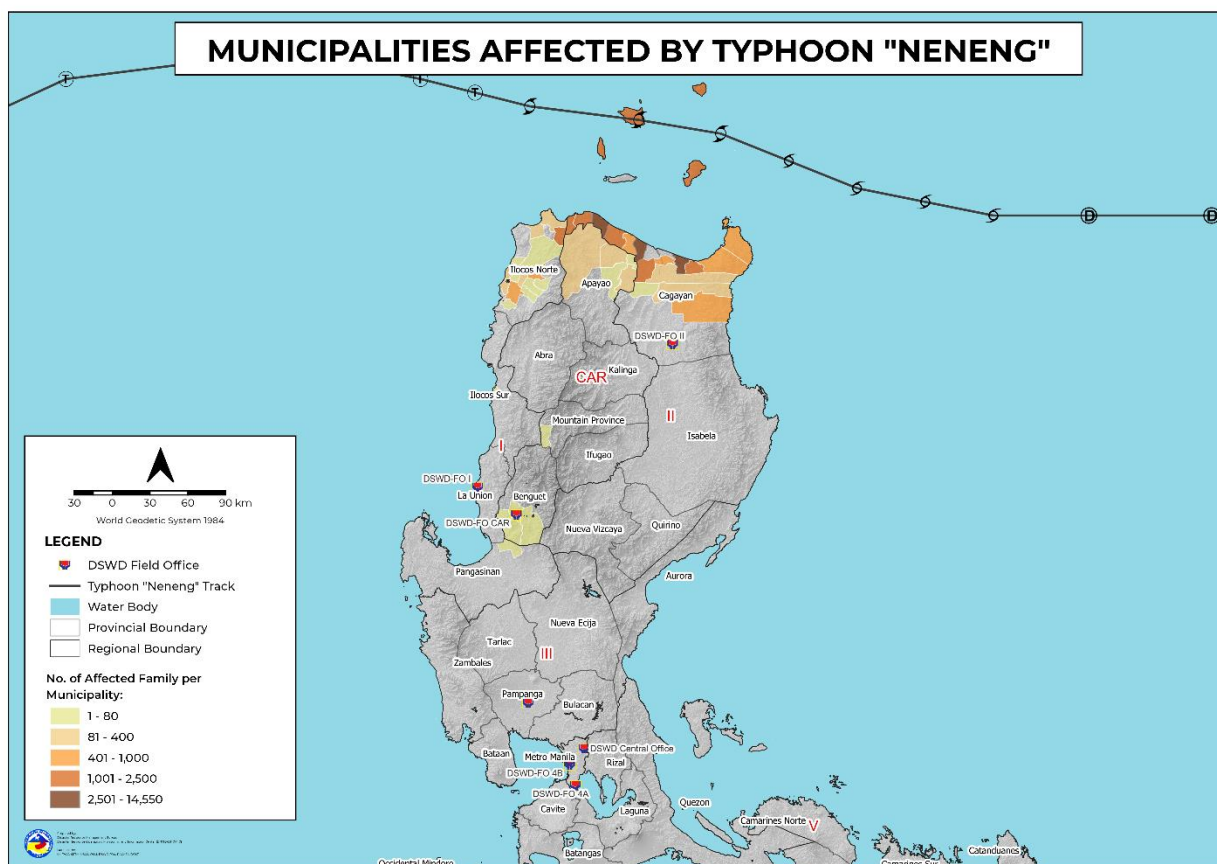 MUNICIPALITIES AFFECTED BY TYPHOON "NENENG"
T
T
T
D
D
Ilocos Norte
Apayao
Cagayan
DSWD-FO II
Abra
Kalinga
CAR
Ilocos Sur
Mountain Province
II
Isabela
I
Ifugao
DSWD-FO I
La Union
Benguet
DSWD-FO CAR
Nueva Vizcaya
Quirino
Pangasinan
Aurora
Nueva Ecija
Tarlac
III
Zambales
Pampanga
Bulacan
Bataan
Metro Manila
DSWD Central Office
Rizal
DSWD-FO 4B
DSWD-FO 4A
Cavite
Laguna
Quezon
Camarines Norte
V
Batangas
Occidental Mindoro
Camarines Sur
Catanduanes
30 0 30 60 90 km
World Geodetic System 1984
LEGEND
DSWD Field Office
Typhoon "Neneng" Track
Water Body
Provincial Boundary
Regional Boundary
No. of Affected Family per
Municipality:
1 - 80
81 - 400
401 - 1,000
1,001 - 2,500
2,501 - 14,550